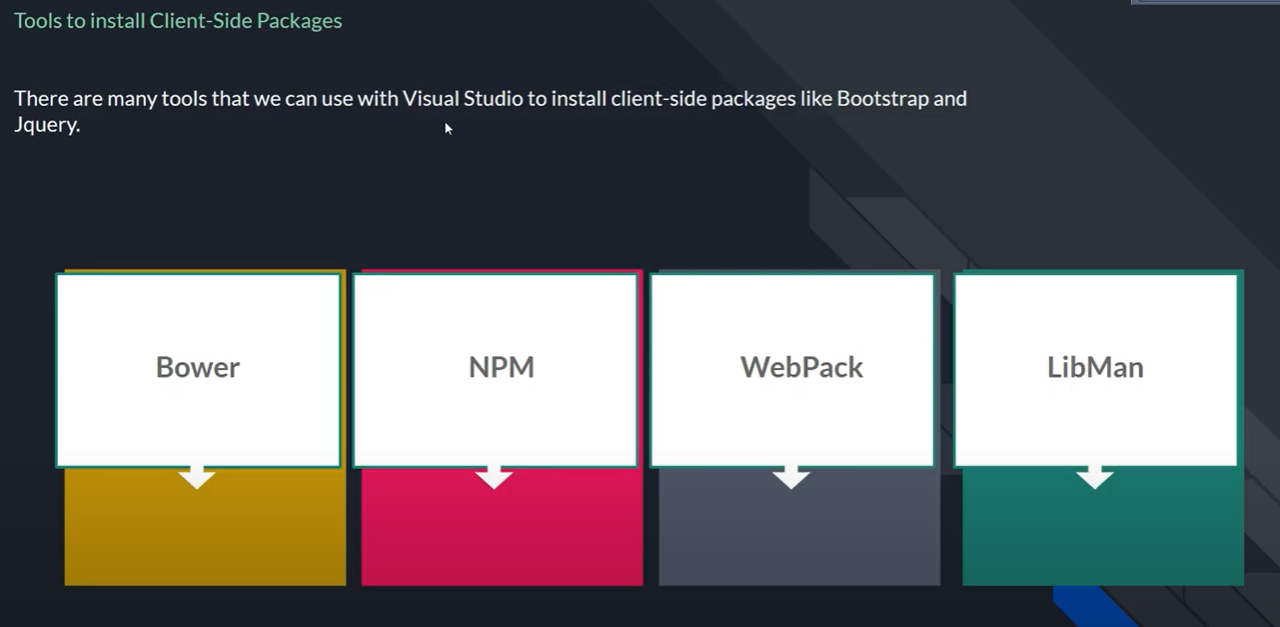 Tools to install Client-Side Packages
There are many tools that we can use with Visual Studio to install client-side packages like Bootstrap and
Jquery.
Bower
NPM
WebPack
LibMan